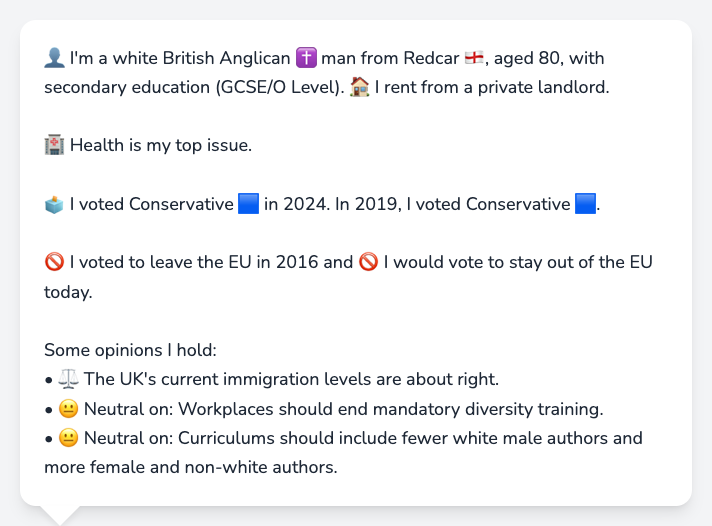 👤 I'm a white British Anglican ✝️ man from Redcar 🏴󠁧󠁢󠁥󠁮󠁧󠁿, aged 80, with
secondary education (GCSE/O Level). 🏠 I rent from a private landlord.
🏥 Health is my top issue.
🗳️ I voted Conservative 🟦 in 2024. In 2019, I voted Conservative 🟦.
🚫 I voted to leave the EU in 2016 and 🚫 I would vote to stay out of the EU
today.
Some opinions I hold:
• ⚖️ The UK's current immigration levels are about right.
• 😐 Neutral on: Workplaces should end mandatory diversity training.
• 😐 Neutral on: Curriculums should include fewer white male authors and
more female and non-white authors.